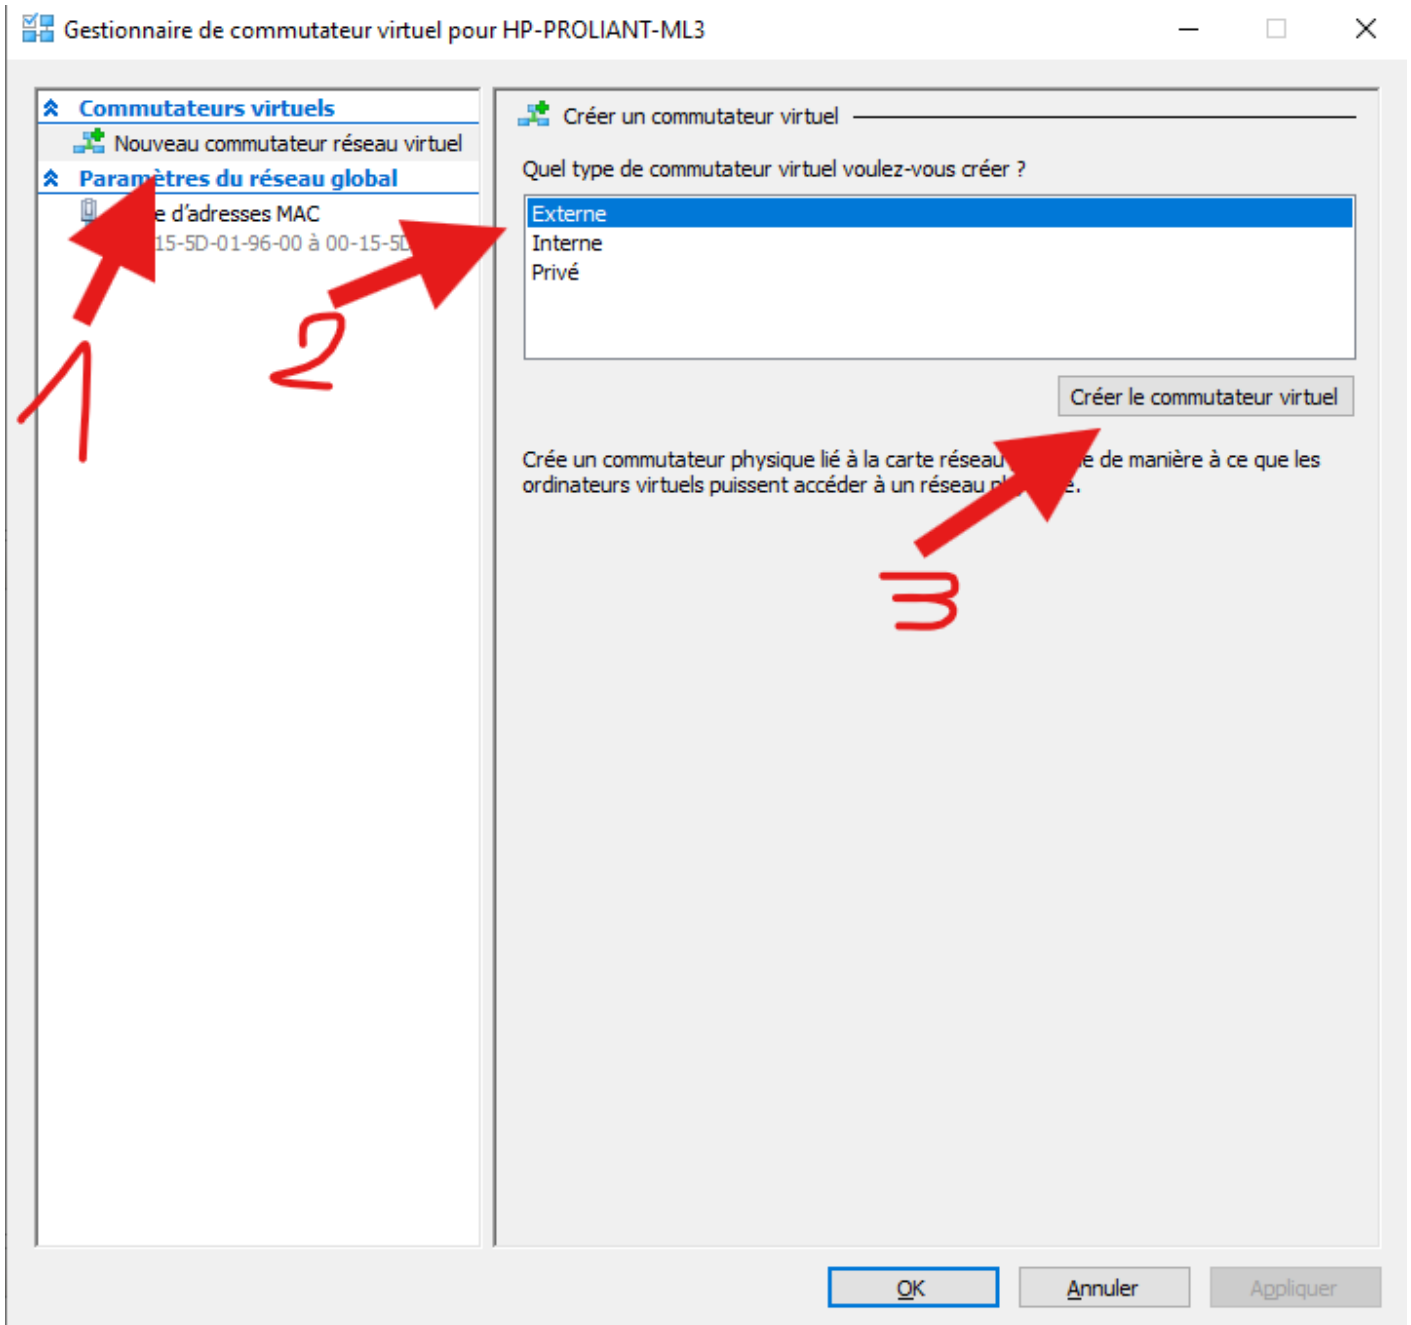 Gestionnaire de commutateur virtuel pour HP-PROLIANT-ML3
Commutateurs virtuels
Nouveau commutateur réseau virtuel
Paramètres du réseau global
d’adresses MAC
15-5D-01-96-00 à 00-15-5D
1
2
Créer un commutateur virtuel
Quel type de commutateur virtuel voulez-vous créer ?
Externe
Interne
Privé
Créer le commutateur virtuel
Crée un commutateur physique lié à la carte réseau de manière à ce que les
ordinateurs virtuels puissent accéder à un réseau
3
OK
Annuler
Appliquer